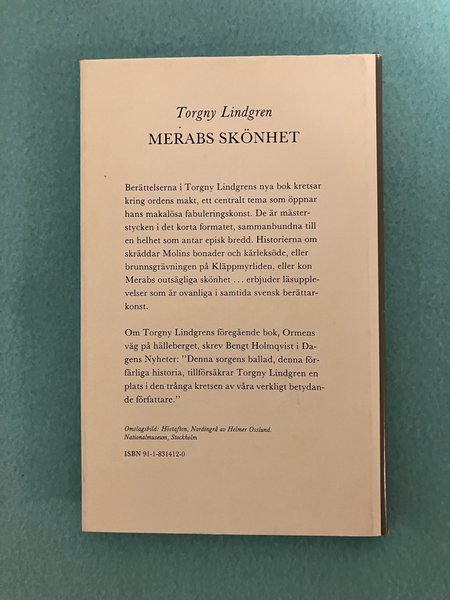 Torgny Lindgren
MERABS SKÖNHET
Berättelserna i Torgny Lindgrens nya bok kretsar
kring ordens makt, ett centralt tema som öppnar
hans makalösa fabuleringskonst. De är mäster-
stycken i det korta formatet, sammanbundna till
en helhet som antar episk bredd. Historierna om
skräddar Molins bonader och kärleksöde, eller
brunnsgrävningen på Kläppmyrliden, eller kon
Merabs outsägliga skönhet ... erbjuder läsupple-
velser som är ovanliga i samtida svensk berättar-
konst.
Om Torgny Lindgrens föregående bok, Ormens
väg på hälleberget, skrev Bengt Holmqvist i Da-
gens Nyheter: "Denna sorgens ballad, denna för-
färliga historia, tillförsäkrar Torgny Lindgren en
plats i den trånga kretsen av våra verkligt betydan-
de författare."
Omslagsbild: Höstafton, Nordingrå av Helmer Osslund.
Nationalmuseum, Stockholm
ISBN 91-1-831412-0